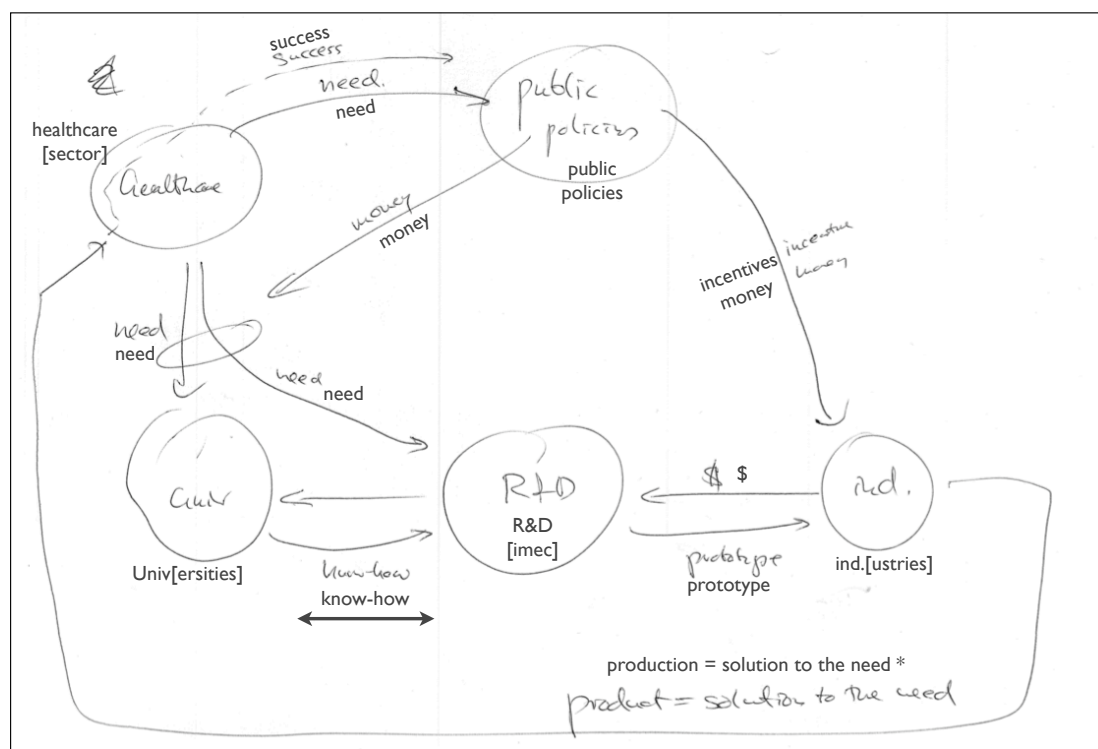 success
success
need.
need
public
policies
public
policies
healthcare
[sector]
healthcare
money
money
incentives
money
incentive
money
need
need
need
need
univ
Univ[ersities]
R&D
R&D
[imec]
$ $
ind.
ind.[ustries]
know-how
know-how
prototype
prototype
production = solution to the need *
product = solution to the need